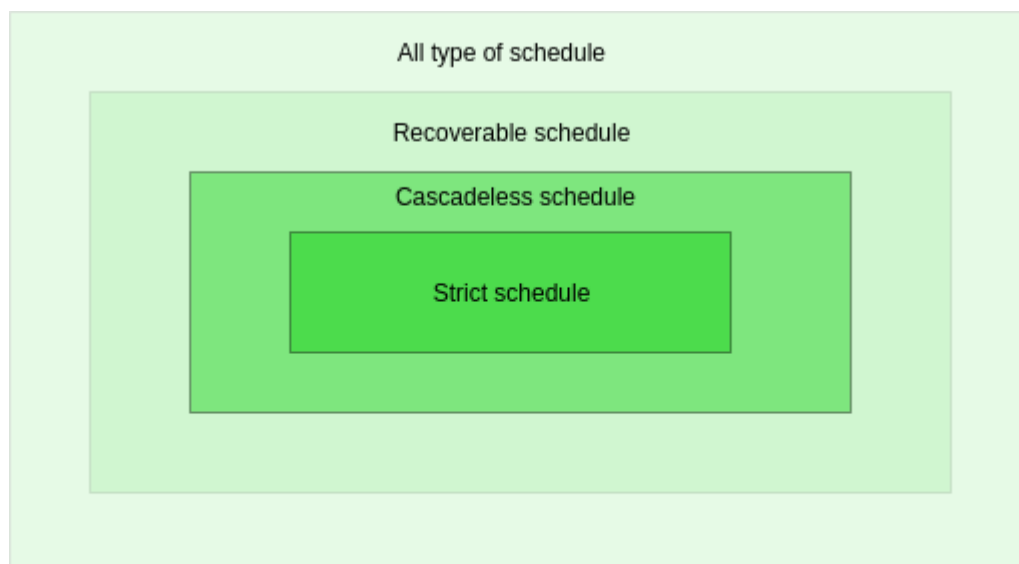 All type of schedule
Recoverable schedule
Cascadeless schedule
Strict schedule